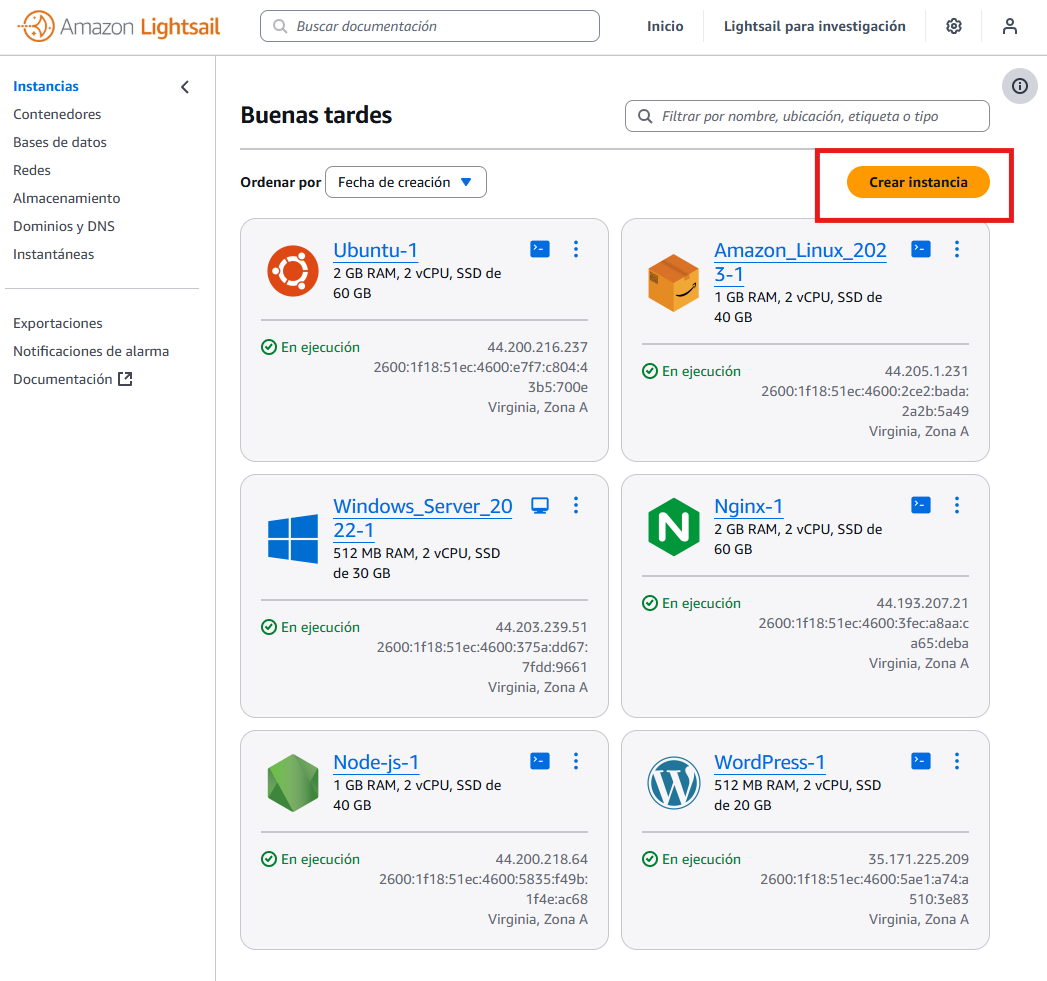 Amazon Lightsail
Buscar documentación
Inicio
Lightsail para investigación
Instancias
Contenedores
Bases de datos
Redes
Almacenamiento
Dominios y DNS
Instantáneas
Exportaciones
Notificaciones de alarma
Documentación
Buenas tardes
Filtrar por nombre, ubicación, etiqueta o tipo
Ordenar por
Fecha de creación
Crear instancia
Ubuntu-1
2 GB RAM, 2 vCPU, SSD de
60 GB
En ejecución
44.200.216.237
2600:1f18:51ec:4600:e7f7:c804:4
3b5:700e
Virginia, Zona A
Amazon_Linux_202
3-1
1 GB RAM, 2 vCPU, SSD de
40 GB
En ejecución
44.205.1.231
2600:1f18:51ec:4600:2ce2:bada:
2a2b:5a49
Virginia, Zona A
Windows_Server_20
22-1
512 MB RAM, 2 vCPU, SSD
de 30 GB
En ejecución
44.203.239.51
2600:1f18:51ec:4600:375a:dd67:
7fdd:9661
Virginia, Zona A
Nginx-1
2 GB RAM, 2 vCPU, SSD de
60 GB
En ejecución
44.193.207.21
2600:1f18:51ec:4600:3fec:a8aa:c
a65:deba
Virginia, Zona A
Node-js-1
1 GB RAM, 2 vCPU, SSD de
40 GB
En ejecución
44.200.218.64
2600:1f18:51ec:4600:5835:f49b:
1f4e:ac68
Virginia, Zona A
WordPress-1
512 MB RAM, 2 vCPU, SSD
de 20 GB
En ejecución
35.171.225.209
2600:1f18:51ec:4600:5ae1:a74:a
510:3e83
Virginia, Zona A